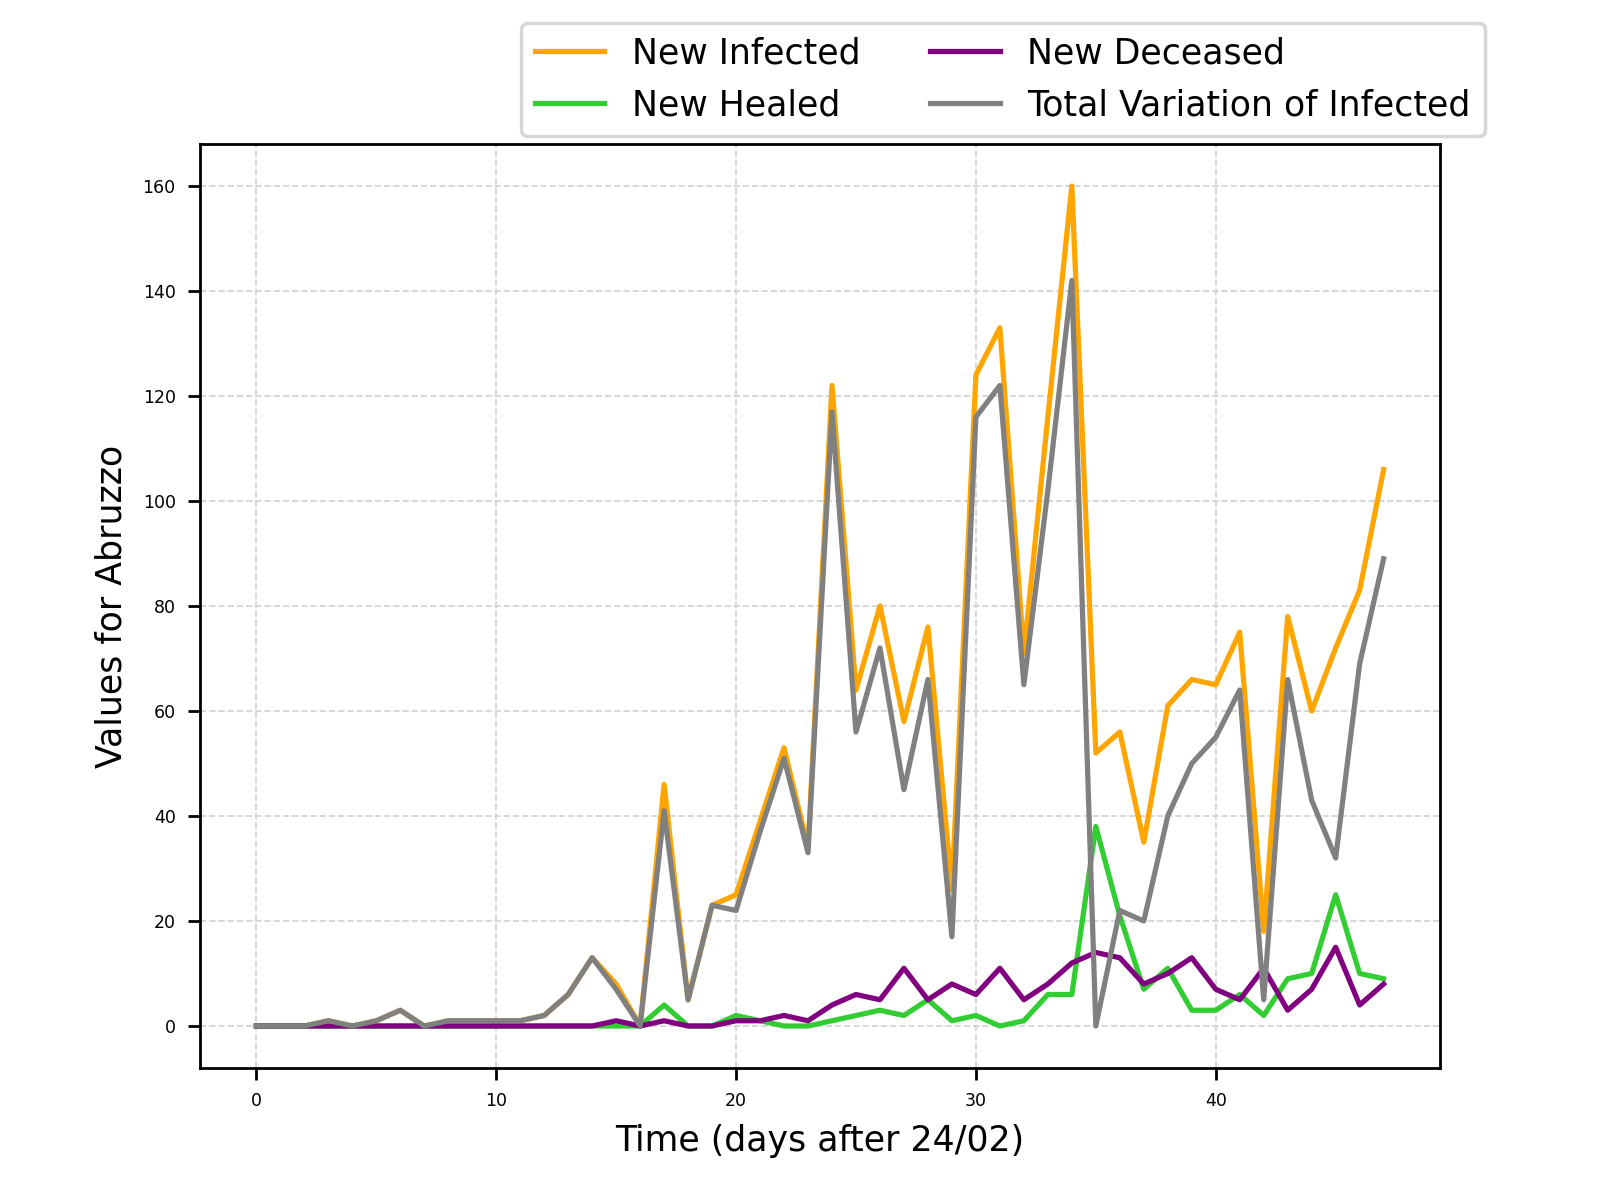 New Infected
New Healed
New Deceased
Total Variation of Infected
160
140
120
100
80
60
40
20
0
Values for Abruzzo
0 10 20 30 40
Time (days after 24/02)